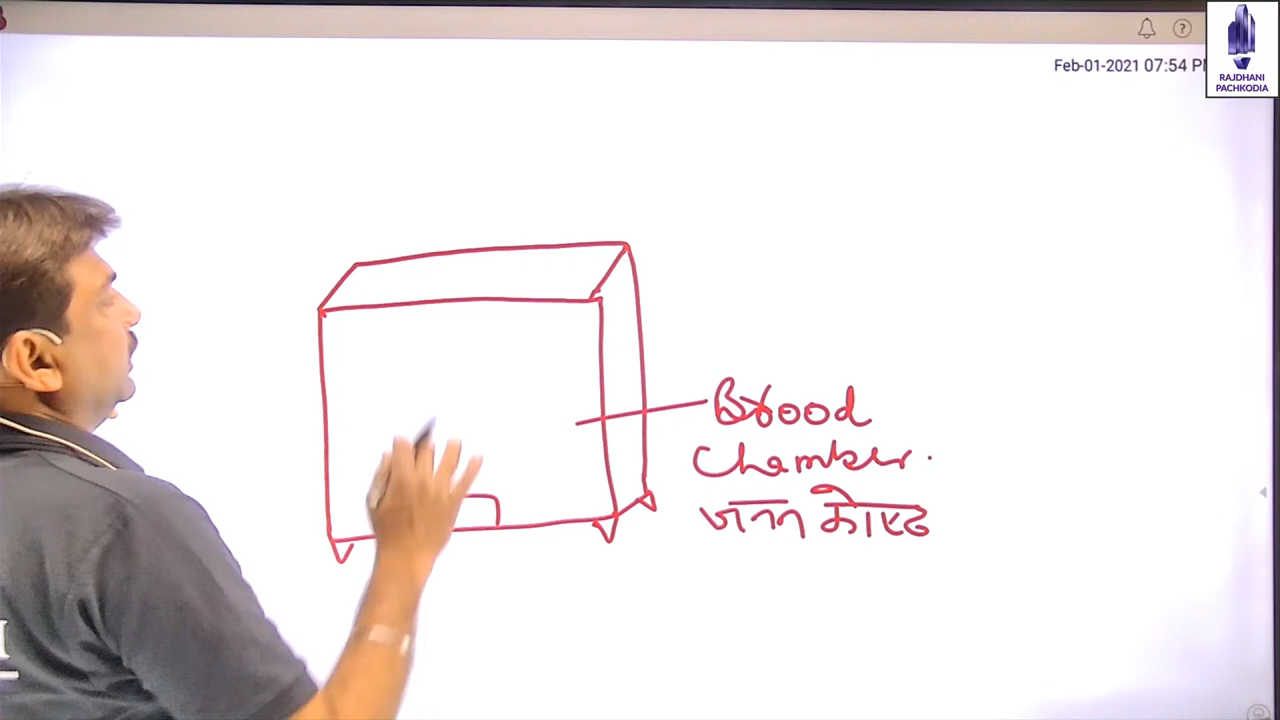 Feb-01-2021 07:54 P
RAJDHANI
PACHKODIA
Brood
Chamber.
जनन कोष्ठ